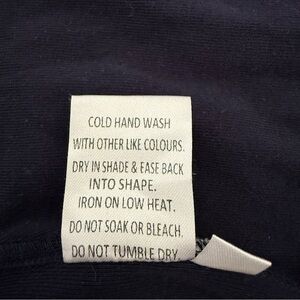 COLD HAND WASH
WITH OTHER LIKE COLOURS.
DRY IN SHADE & EASE BACK
INTO SHAPE.
IRON ON LOW HEAT.
DO NOT SOAK OR BLEACH.
DO NOT TUMBLE DRY.